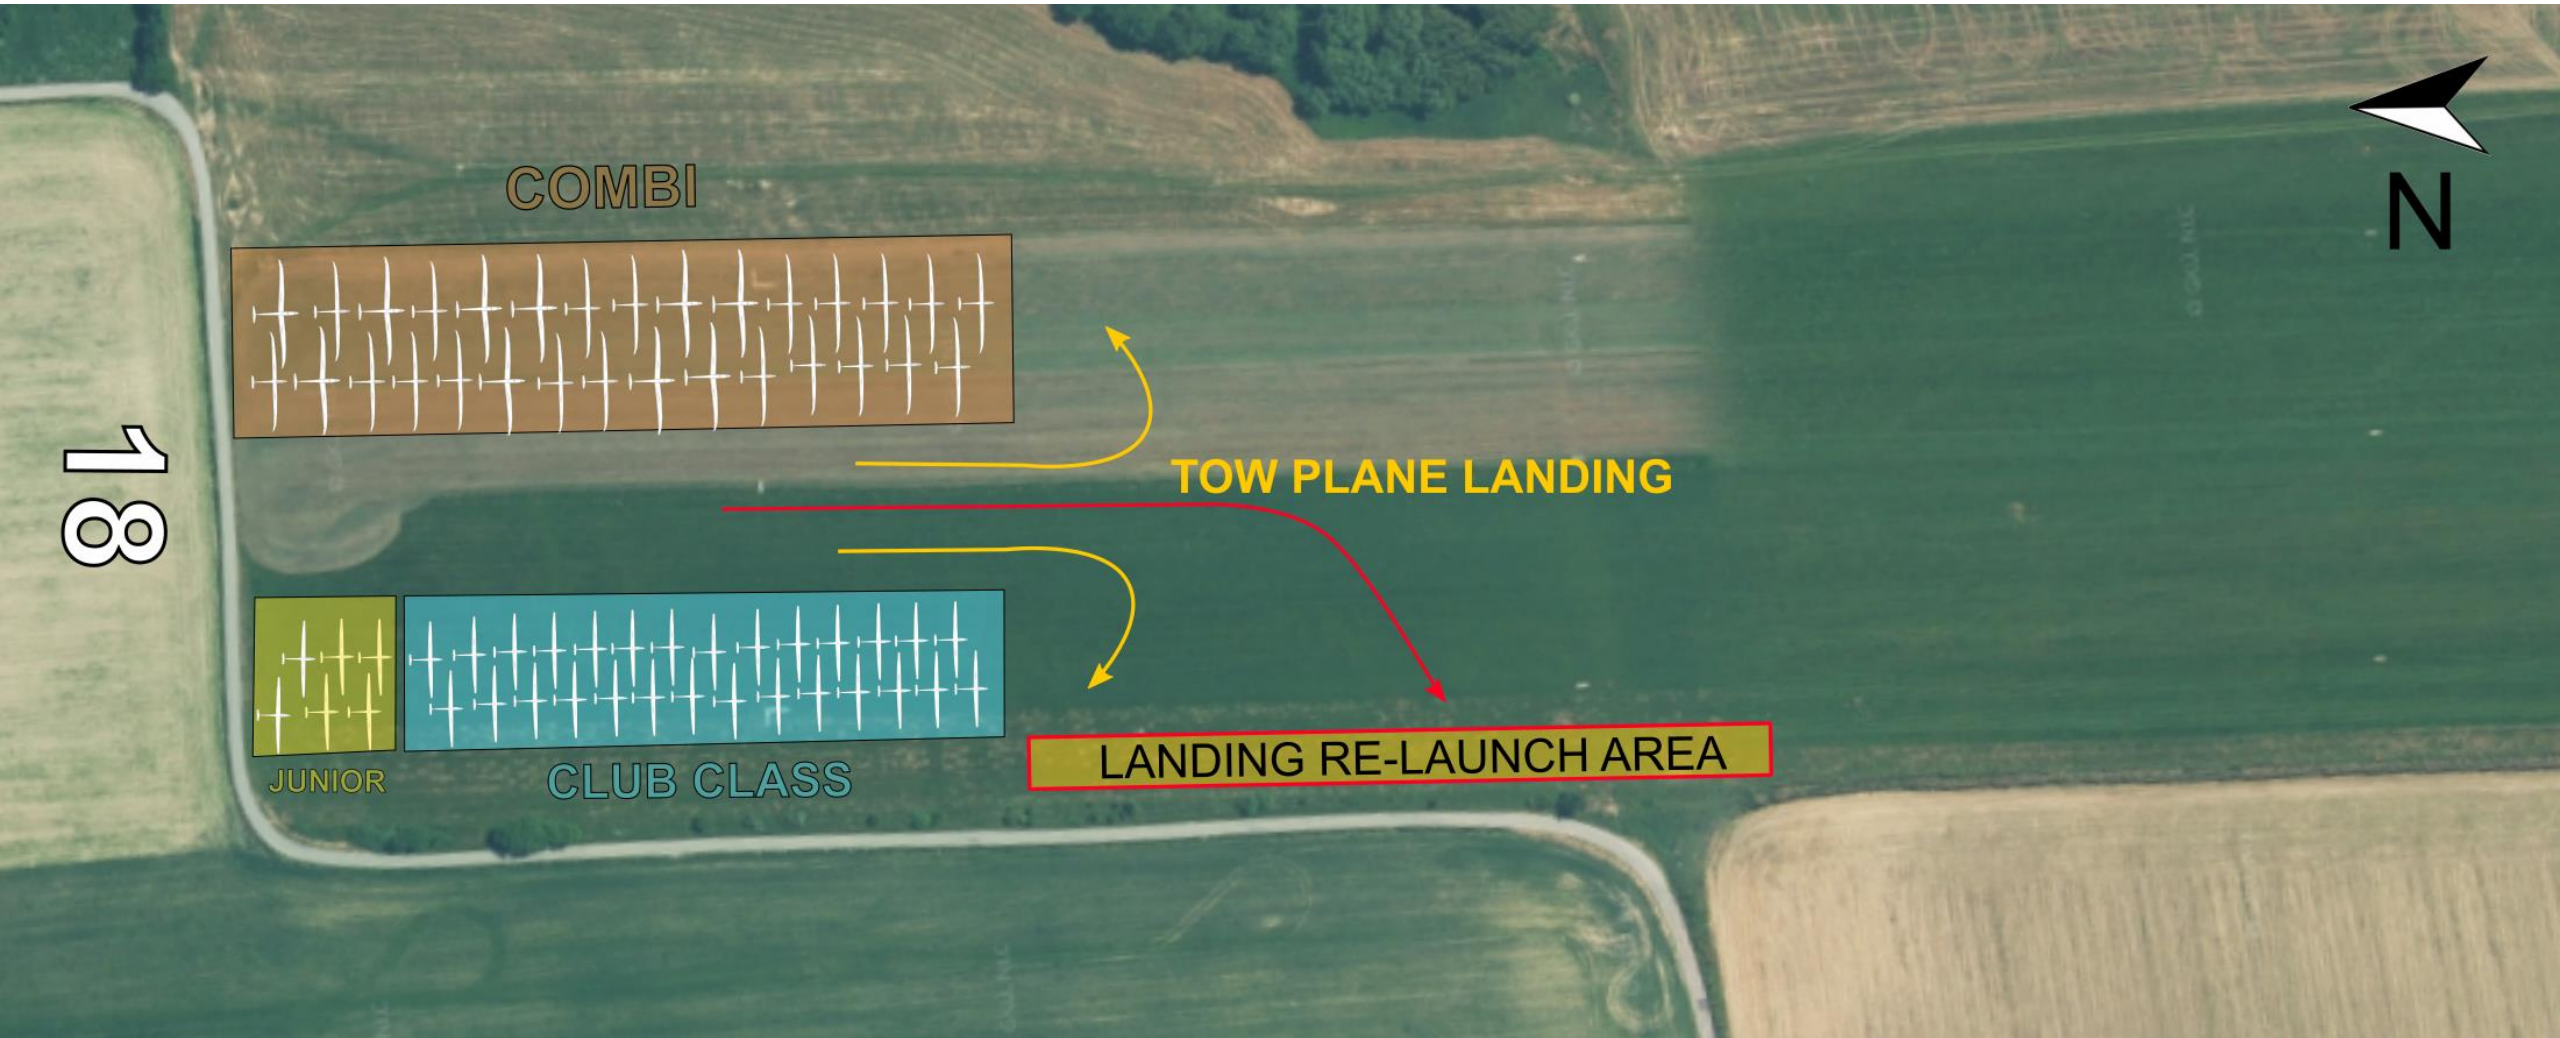 COMBI
N
18
TOW PLANE LANDING
LANDING RE-LAUNCH AREA
JUNIOR
CLUB CLASS